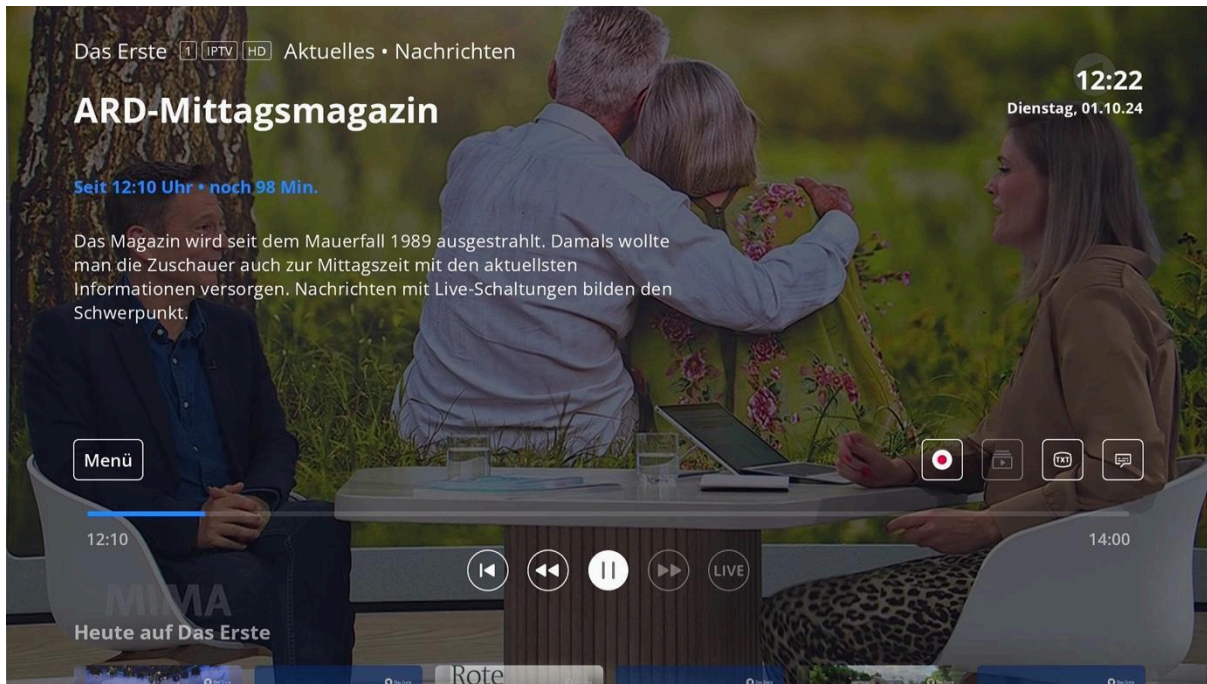 Das Erste 1 IPTV HD Aktuelles • Nachrichten
12:22
ARD-Mittagsmagazin
Dienstag, 01.10.24
Seit 12:10 Uhr • noch 98 Min.
Das Magazin wird seit dem Mauerfall 1989 ausgestrahlt. Damals wollte
man die Zuschauer auch zur Mittagszeit mit den aktuellsten
Informationen versorgen. Nachrichten mit Live-Schaltungen bilden den
Schwerpunkt.
Menü
TXT
12:10
14:00
LIVE
MIMA
Heute auf Das Erste
Rote